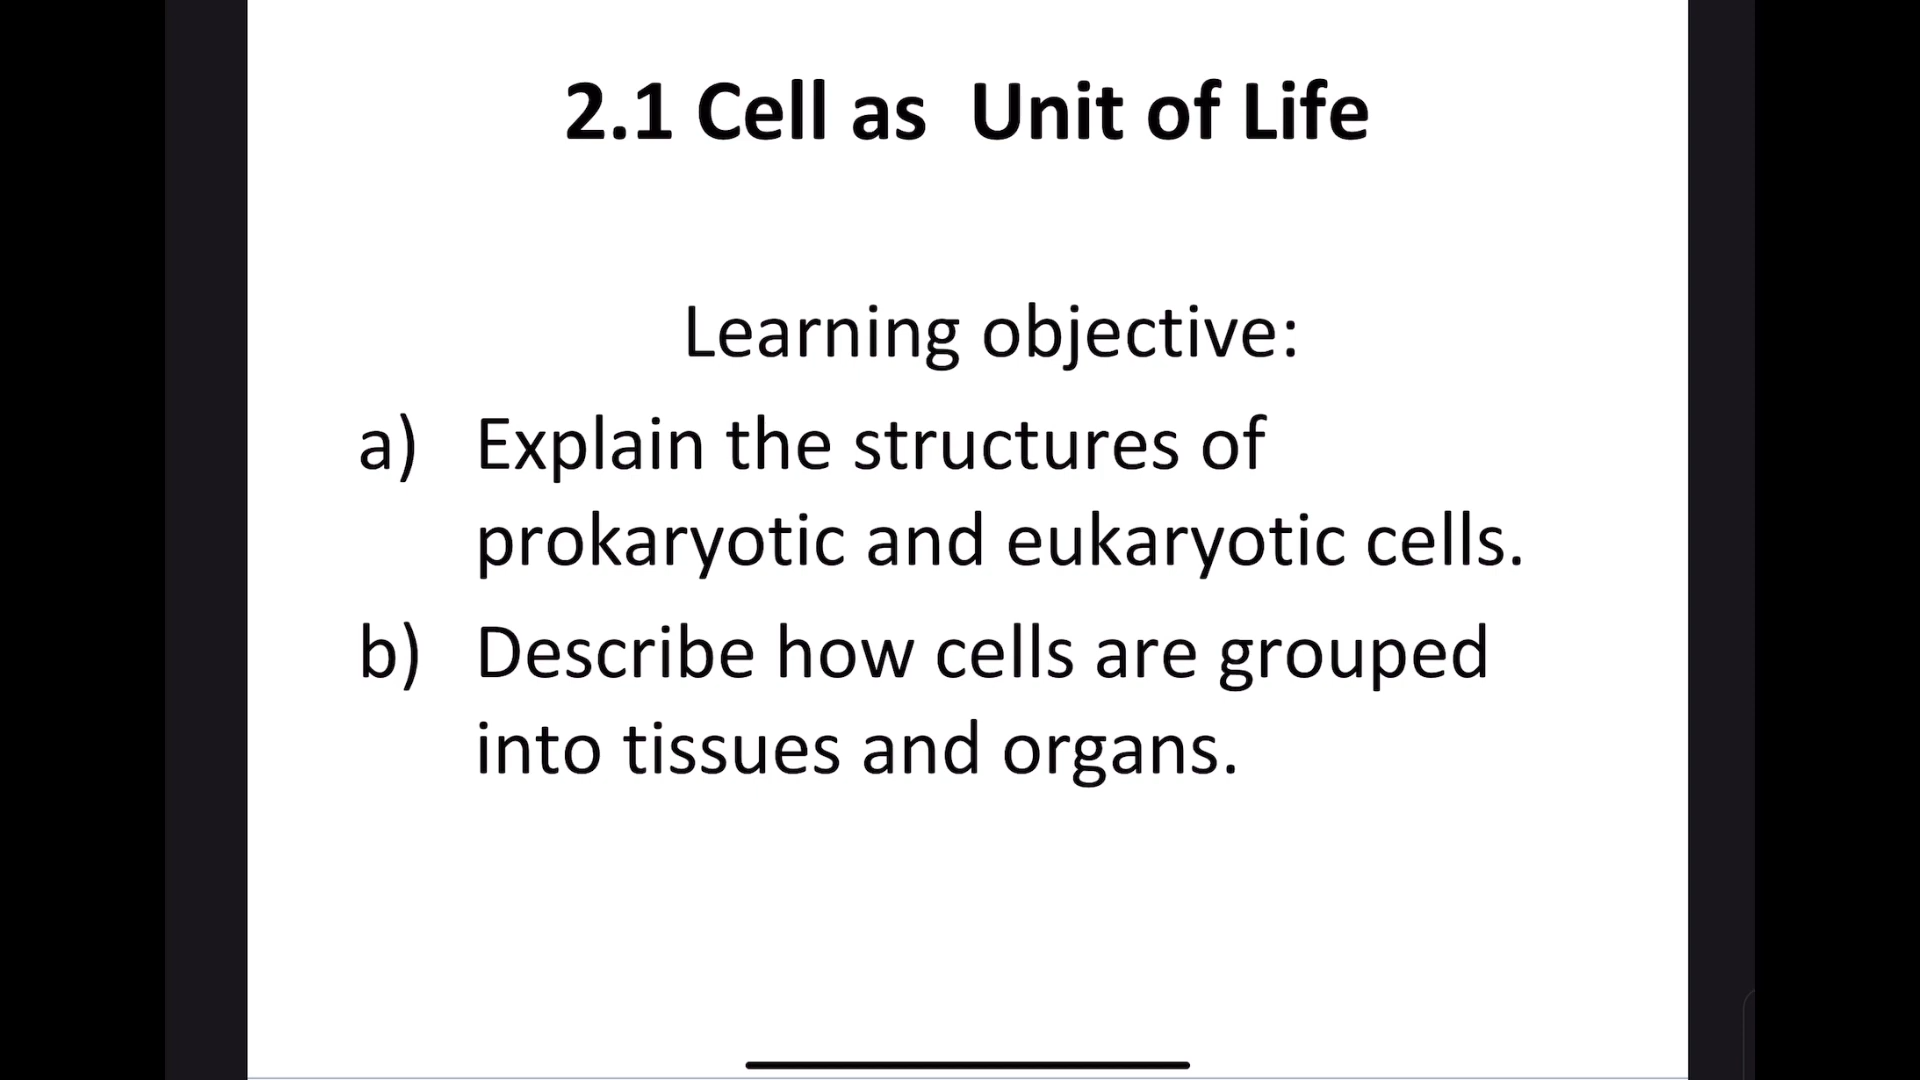 2.1 Cell as  Unit of Life
Learning objective:
a) Explain the structures of
prokaryotic and eukaryotic cells.
b) Describe how cells are grouped
into tissues and organs.